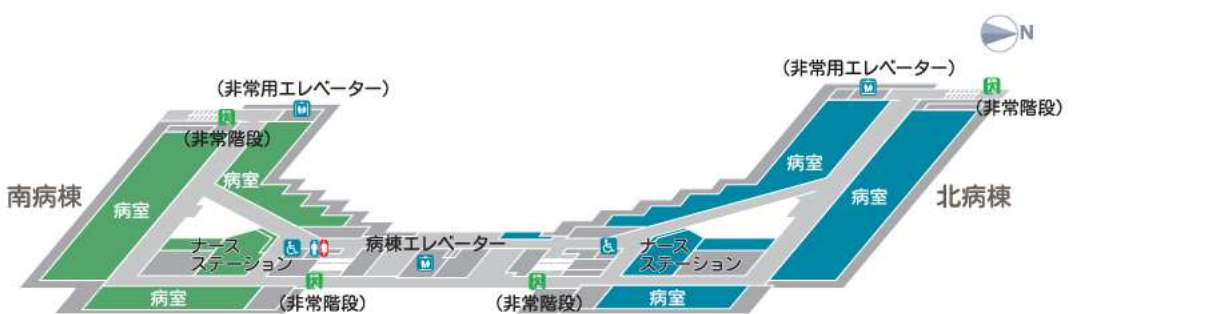 N
(非常用エレベーター)
(非常階段)
(非常用エレベーター)
(非常階段)
南病棟
病室
病室
病室
病室
北病棟
ナース
ステーション
病棟エレベーター
ナース
ステーション
病室
(非常階段)
(非常階段)
病室